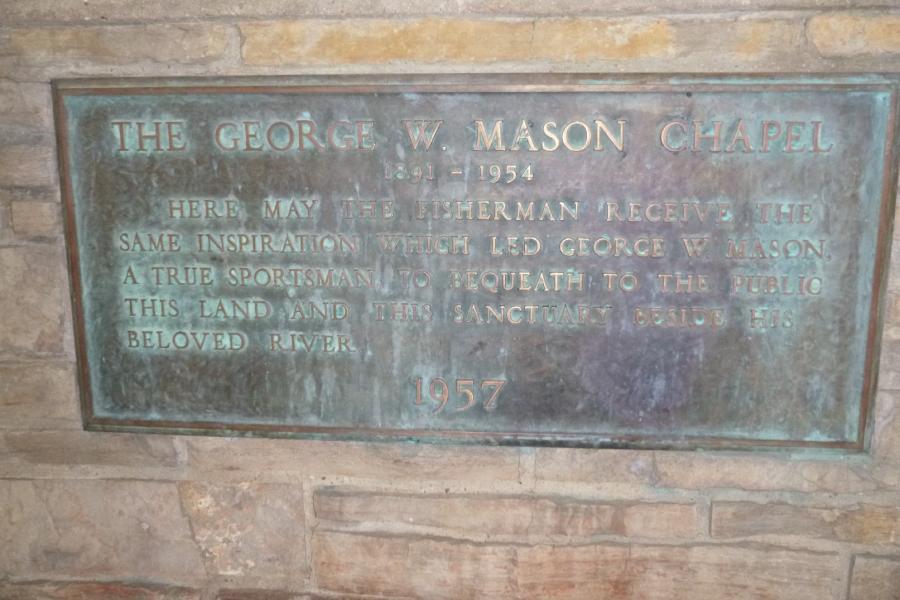 THE GEORGE W. MASON CHAPEL
1891 - 1954
HERE MAY THE FISHERMAN RECEIVE THE
SAME INSPIRATION WHICH LED GEORGE W. MASON,
A TRUE SPORTSMAN, TO BEQUEATH TO THE PUBLIC
THIS LAND AND THIS SANCTUARY BESIDE HIS
BELOVED RIVER.
1957